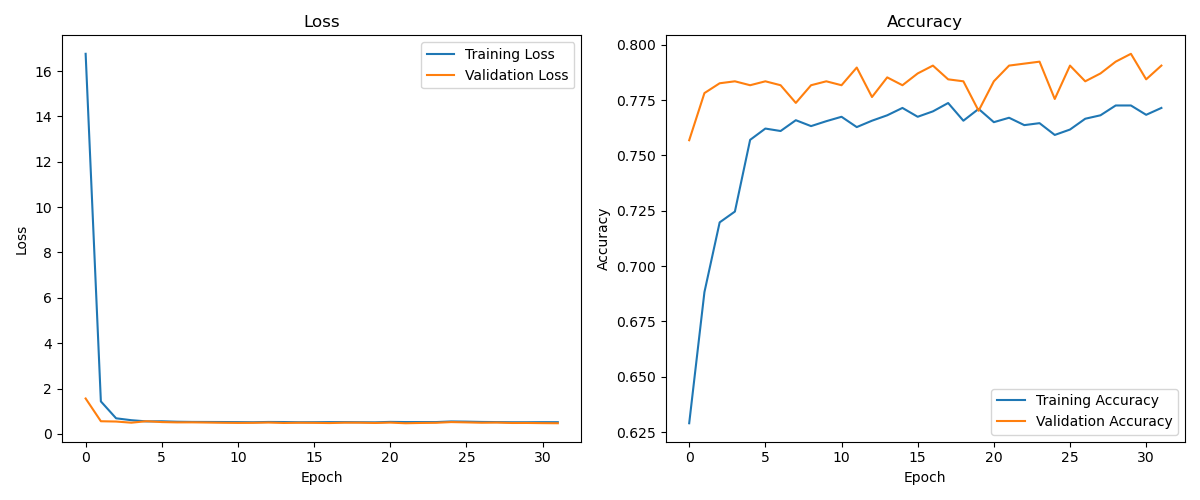 Loss
Training Loss
Validation Loss
16
14
12
10
8
6
4
2
0
Loss
0 5 10 15 20 25 30
Epoch
Accuracy
0.800
0.775
0.750
0.725
0.700
0.675
0.650
0.625
Accuracy
Training Accuracy
Validation Accuracy
0 5 10 15 20 25 30
Epoch